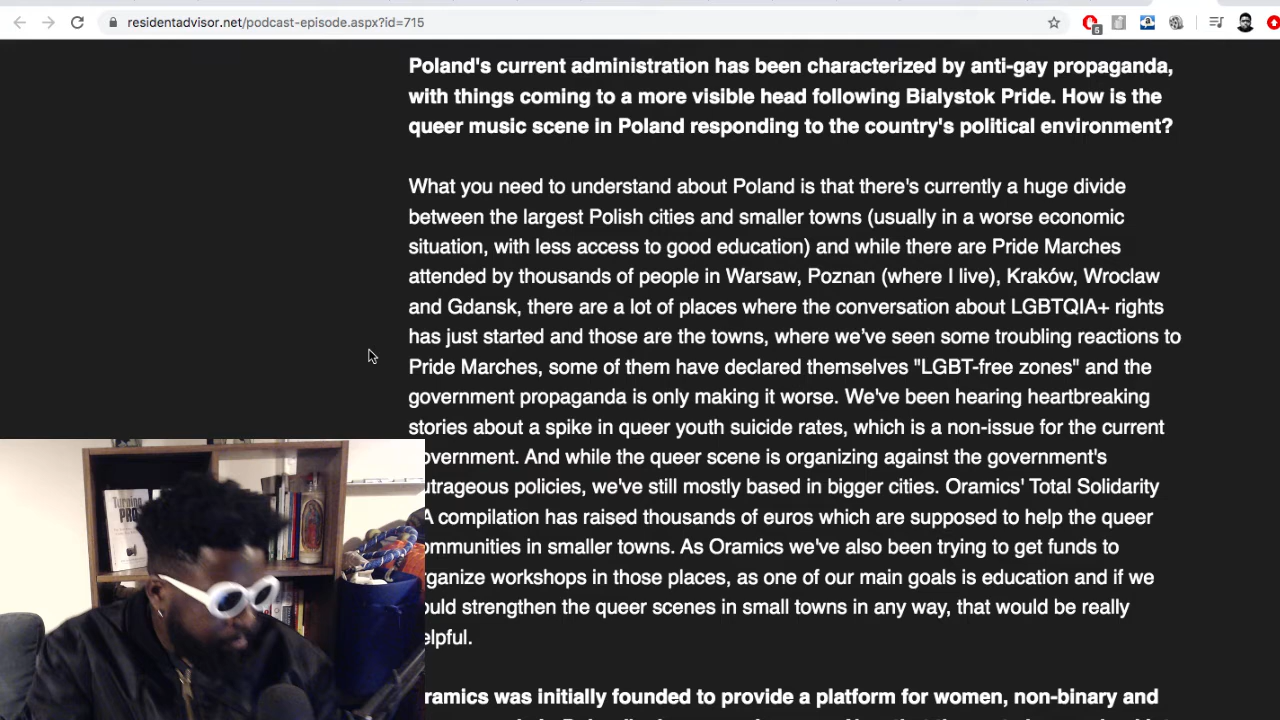 residentadvisor.net/podcast-episode.aspx?id=715
5
Poland's current administration has been characterized by anti-gay propaganda,
with things coming to a more visible head following Bialystok Pride. How is the
queer music scene in Poland responding to the country's political environment?
What you need to understand about Poland is that there's currently a huge divide
between the largest Polish cities and smaller towns (usually in a worse economic
situation, with less access to good education) and while there are Pride Marches
attended by thousands of people in Warsaw, Poznan (where I live), Kraków, Wroclaw
and Gdansk, there are a lot of places where the conversation about LGBTQIA+ rights
has just started and those are the towns, where we've seen some troubling reactions to
Pride Marches, some of them have declared themselves "LGBT-free zones" and the
government propaganda is only making it worse. We've been hearing heartbreaking
stories about a spike in queer youth suicide rates, which is a non-issue for the current
overnment. And while the queer scene is organizing against the government's
utrageous policies, we've still mostly based in bigger cities. Oramics' Total Solidarity
A compilation has raised thousands of euros which are supposed to help the queer
ommunities in smaller towns. As Oramics we've also been trying to get funds to
rganize workshops in those places, as one of our main goals is education and if we
ould strengthen the queer scenes in small towns in any way, that would be really
elpful.
ramics was initially founded to provide a platform for women, non-binary and
Turning
PRO